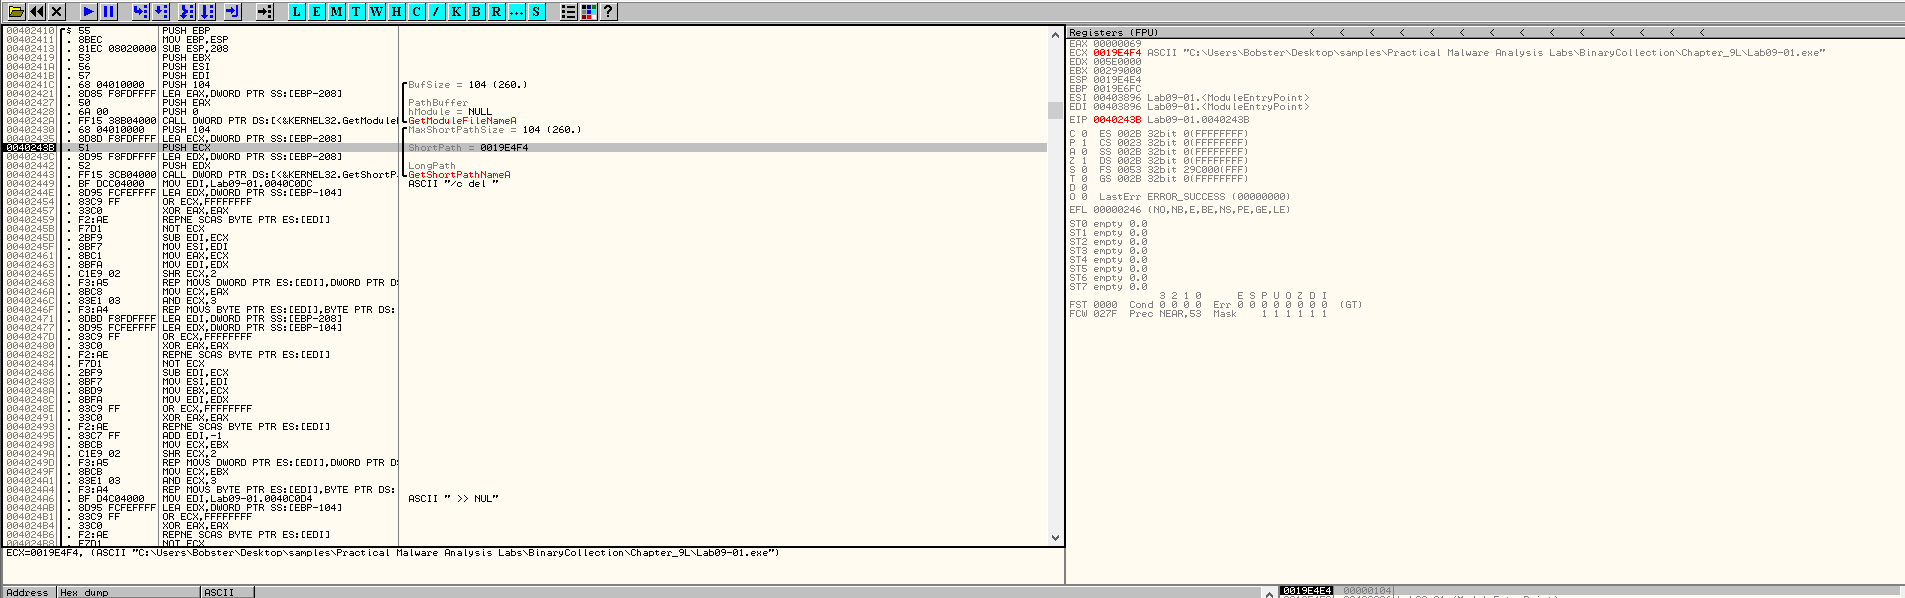 L E M T W H C / K B R ... S ?
00402410 $ 55 PUSH EBP
00402411 . 8BEC MOV EBP,ESP
00402413 . 81EC 08020000 SUB ESP,208
00402419 . 53 PUSH EBX
0040241A . 56 PUSH ESI
0040241B . 57 PUSH EDI
0040241C . 68 04010000 PUSH 104 BufSize = 104 (260.)
00402421 . 8D85 F8FDFFFF LEA EAX,DWORD PTR SS:[EBP-208]
00402427 . 50 PUSH EAX PathBuffer
00402428 . 6A 00 PUSH 0 hModule = NULL
0040242A . FF15 38B04000 CALL DWORD PTR DS:[<&KERNEL32.GetModuleF GetModuleFileNameA
00402430 . 68 04010000 PUSH 104 MaxShortPathSize = 104 (260.)
00402435 . 8D8D F8FDFFFF LEA ECX,DWORD PTR SS:[EBP-208]
0040243B . 51 PUSH ECX ShortPath = 0019E4F4
0040243C . 8D95 F8FDFFFF LEA EDX,DWORD PTR SS:[EBP-208]
00402442 . 52 PUSH EDX LongPath
00402443 . FF15 3CB04000 CALL DWORD PTR DS:[<&KERNEL32.GetShortP GetShortPathNameA
00402449 . BF DCC04000 MOV EDI,Lab09-01.0040C0DC ASCII "/c del "
0040244E . 8D95 FCFEFFFF LEA EDX,DWORD PTR SS:[EBP-104]
00402454 . 83C9 FF OR ECX,FFFFFFFF
00402457 . 33C0 XOR EAX,EAX
00402459 . F2:AE REPNE SCAS BYTE PTR ES:[EDI]
0040245B . F7D1 NOT ECX
0040245D . 2BF9 SUB EDI,ECX
0040245F . 8BF7 MOV ESI,EDI
00402461 . 8BC1 MOV EAX,ECX
00402463 . 8BFA MOV EDI,EDX
00402465 . C1E9 02 SHR ECX,2
00402468 . F3:A5 REP MOVS DWORD PTR ES:[EDI],DWORD PTR DS
0040246A . 8BC8 MOV ECX,EAX
0040246C . 83E1 03 AND ECX,3
0040246F . F3:A4 REP MOVS BYTE PTR ES:[EDI],BYTE PTR DS:
00402471 . 8DBD F8FDFFFF LEA EDI,DWORD PTR SS:[EBP-208]
00402477 . 8D95 FCFEFFFF LEA EDX,DWORD PTR SS:[EBP-104]
0040247D . 83C9 FF OR ECX,FFFFFFFF
00402480 . 33C0 XOR EAX,EAX
00402482 . F2:AE REPNE SCAS BYTE PTR ES:[EDI]
00402484 . F7D1 NOT ECX
00402486 . 2BF9 SUB EDI,ECX
00402488 . 8BF7 MOV ESI,EDI
0040248A . 8BD9 MOV EBX,ECX
0040248C . 8BFA MOV EDI,EDX
0040248E . 83C9 FF OR ECX,FFFFFFFF
00402491 . 33C0 XOR EAX,EAX
00402493 . F2:AE REPNE SCAS BYTE PTR ES:[EDI]
00402495 . 83C7 FF ADD EDI,-1
00402498 . 8BCB MOV ECX,EBX
0040249A . C1E9 02 SHR ECX,2
0040249D . F3:A5 REP MOVS DWORD PTR ES:[EDI],DWORD PTR DS
0040249F . 8BCB MOV ECX,EBX
004024A1 . 83E1 03 AND ECX,3
004024A4 . F3:A4 REP MOVS BYTE PTR ES:[EDI],BYTE PTR DS:
004024A6 . BF D4C04000 MOV EDI,Lab09-01.0040C0D4 ASCII " >> NUL"
004024AB . 8D95 FCFEFFFF LEA EDX,DWORD PTR SS:[EBP-104]
004024B1 . 83C9 FF OR ECX,FFFFFFFF
004024B4 . 33C0 XOR EAX,EAX
004024B6 . F2:AE REPNE SCAS BYTE PTR ES:[EDI]
004024B8 . F7D1 NOT ECX
ECX=0019E4F4, (ASCII "C:\Users\Bobster\Desktop\samples\Practical Malware Analysis Labs\BinaryCollection\Chapter_9L\Lab09-01.exe")
Address Hex dump ASCII
Registers (FPU) < < < < < < < < < < < < < <
EAX 00000069
ECX 0019E4F4 ASCII "C:\Users\Bobster\Desktop\samples\Practical Malware Analysis Labs\BinaryCollection\Chapter_9L\Lab09-01.exe"
EDX 005E0000
EBX 00299000
ESP 0019E4E4
EBP 0019E6FC
ESI 00403896 Lab09-01.<ModuleEntryPoint>
EDI 00403896 Lab09-01.<ModuleEntryPoint>
EIP 0040243B Lab09-01.0040243B
C 0 ES 002B 32bit 0(FFFFFFFF)
P 1 CS 0023 32bit 0(FFFFFFFF)
A 0 SS 002B 32bit 0(FFFFFFFF)
Z 1 DS 002B 32bit 0(FFFFFFFF)
S 0 FS 0053 32bit 29C000(FFF)
T 0 GS 002B 32bit 0(FFFFFFFF)
D 0
O 0 LastErr ERROR_SUCCESS (00000000)
EFL 00000246 (NO,NB,E,BE,NS,PE,GE,LE)
ST0 empty 0.0
ST1 empty 0.0
ST2 empty 0.0
ST3 empty 0.0
ST4 empty 0.0
ST5 empty 0.0
ST6 empty 0.0
ST7 empty 0.0
3 2 1 0 E S P U O Z D I
FST 0000 Cond 0 0 0 0 Err 0 0 0 0 0 0 0 0 (GT)
FCW 027F Prec NEAR,53 Mask 1 1 1 1 1 1
0019E4E4 00000104